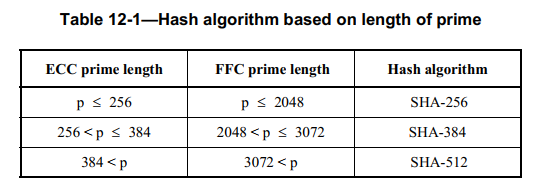 Table 12-1—Hash algorithm based on length of prime
ECC prime length FFC prime length Hash algorithm
p ≤ 256 p ≤ 2048 SHA-256
256 < p ≤ 384 2048 < p ≤ 3072 SHA-384
384 < p 3072 < p SHA-512